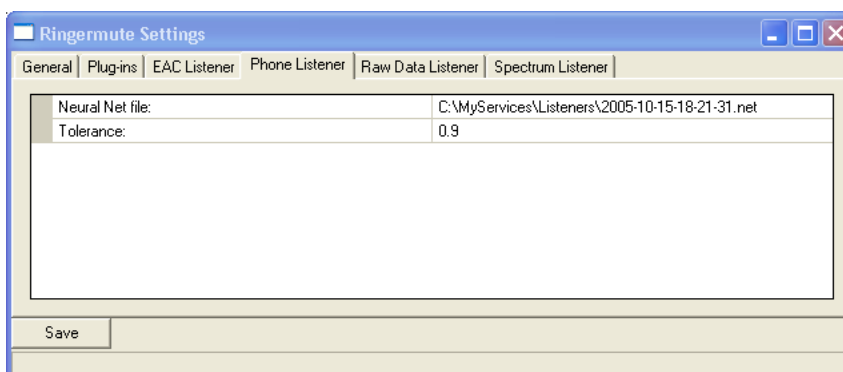 Ringermute Settings
General Plug-ins EAC Listener Phone Listener Raw Data Listener Spectrum Listener
Neural Net file: C:\MyServices\Listeners\2005-10-15-18-21-31.net
Tolerance: 0.9
Save